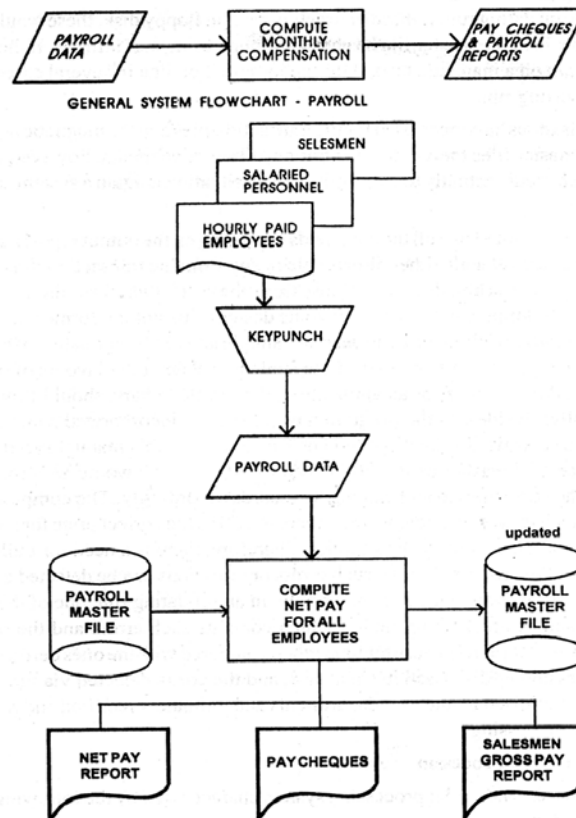 PAYROLL
DATA
COMPUTE
MONTHLY
COMPENSATION
PAY CHEQUES
& PAYROLL
REPORTS
GENERAL SYSTEM FLOWCHART - PAYROLL
SELESMEN
SALARIED
PERSONNEL
HOURLY PAID
EMPLOYEES
KEYPUNCH
PAYROLL DATA
PAYROLL
MASTER
FILE
COMPUTE
NET PAY
FOR ALL
EMPLOYEES
updated
PAYROLL
MASTER
FILE
NET PAY
REPORT
PAY CHEQUES
SALESMEN
GROSS PAY
REPORT